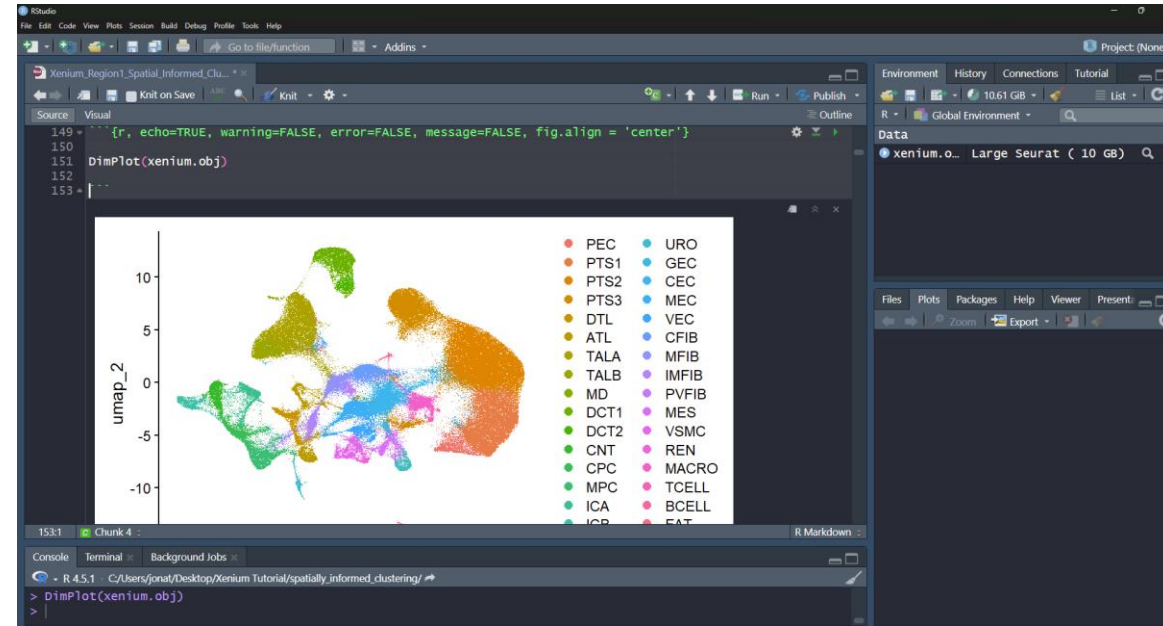 RStudio
File Edit Code View Plots Session Build Debug Profile Tools Help
Go to file/function Addins Project: (None
Xenium_Region1_Spatial_Informed_Clu... *
Knit on Save ABC Knit Run Publish
Source Visual Outline
149 ```{r, echo=TRUE, warning=FALSE, error=FALSE, message=FALSE, fig.align = 'center'}
150
151 DimPlot(xenium.obj)
152
153 ```
umap_2
10
5
0
-5
-10
PEC URO
PTS1 GEC
PTS2 CEC
PTS3 MEC
DTL VEC
ATL CFIB
TALA MFIB
TALB IMFIB
MD PVFIB
DCT1 MES
DCT2 VSMC
CNT REN
CPC MACRO
MPC TCELL
ICA BCELL
153:1 C Chunk 4 R Markdown
Console Terminal Background Jobs
R 4.5.1 · C:/Users/jonat/Desktop/Xenium Tutorial/spatially_informed_clustering/
> DimPlot(xenium.obj)
>
Environment History Connections Tutorial
10.61 GiB List
R Global Environment
Data
xenium.o… Large Seurat ( 10 GB)
Files Plots Packages Help Viewer Present
Zoom Export